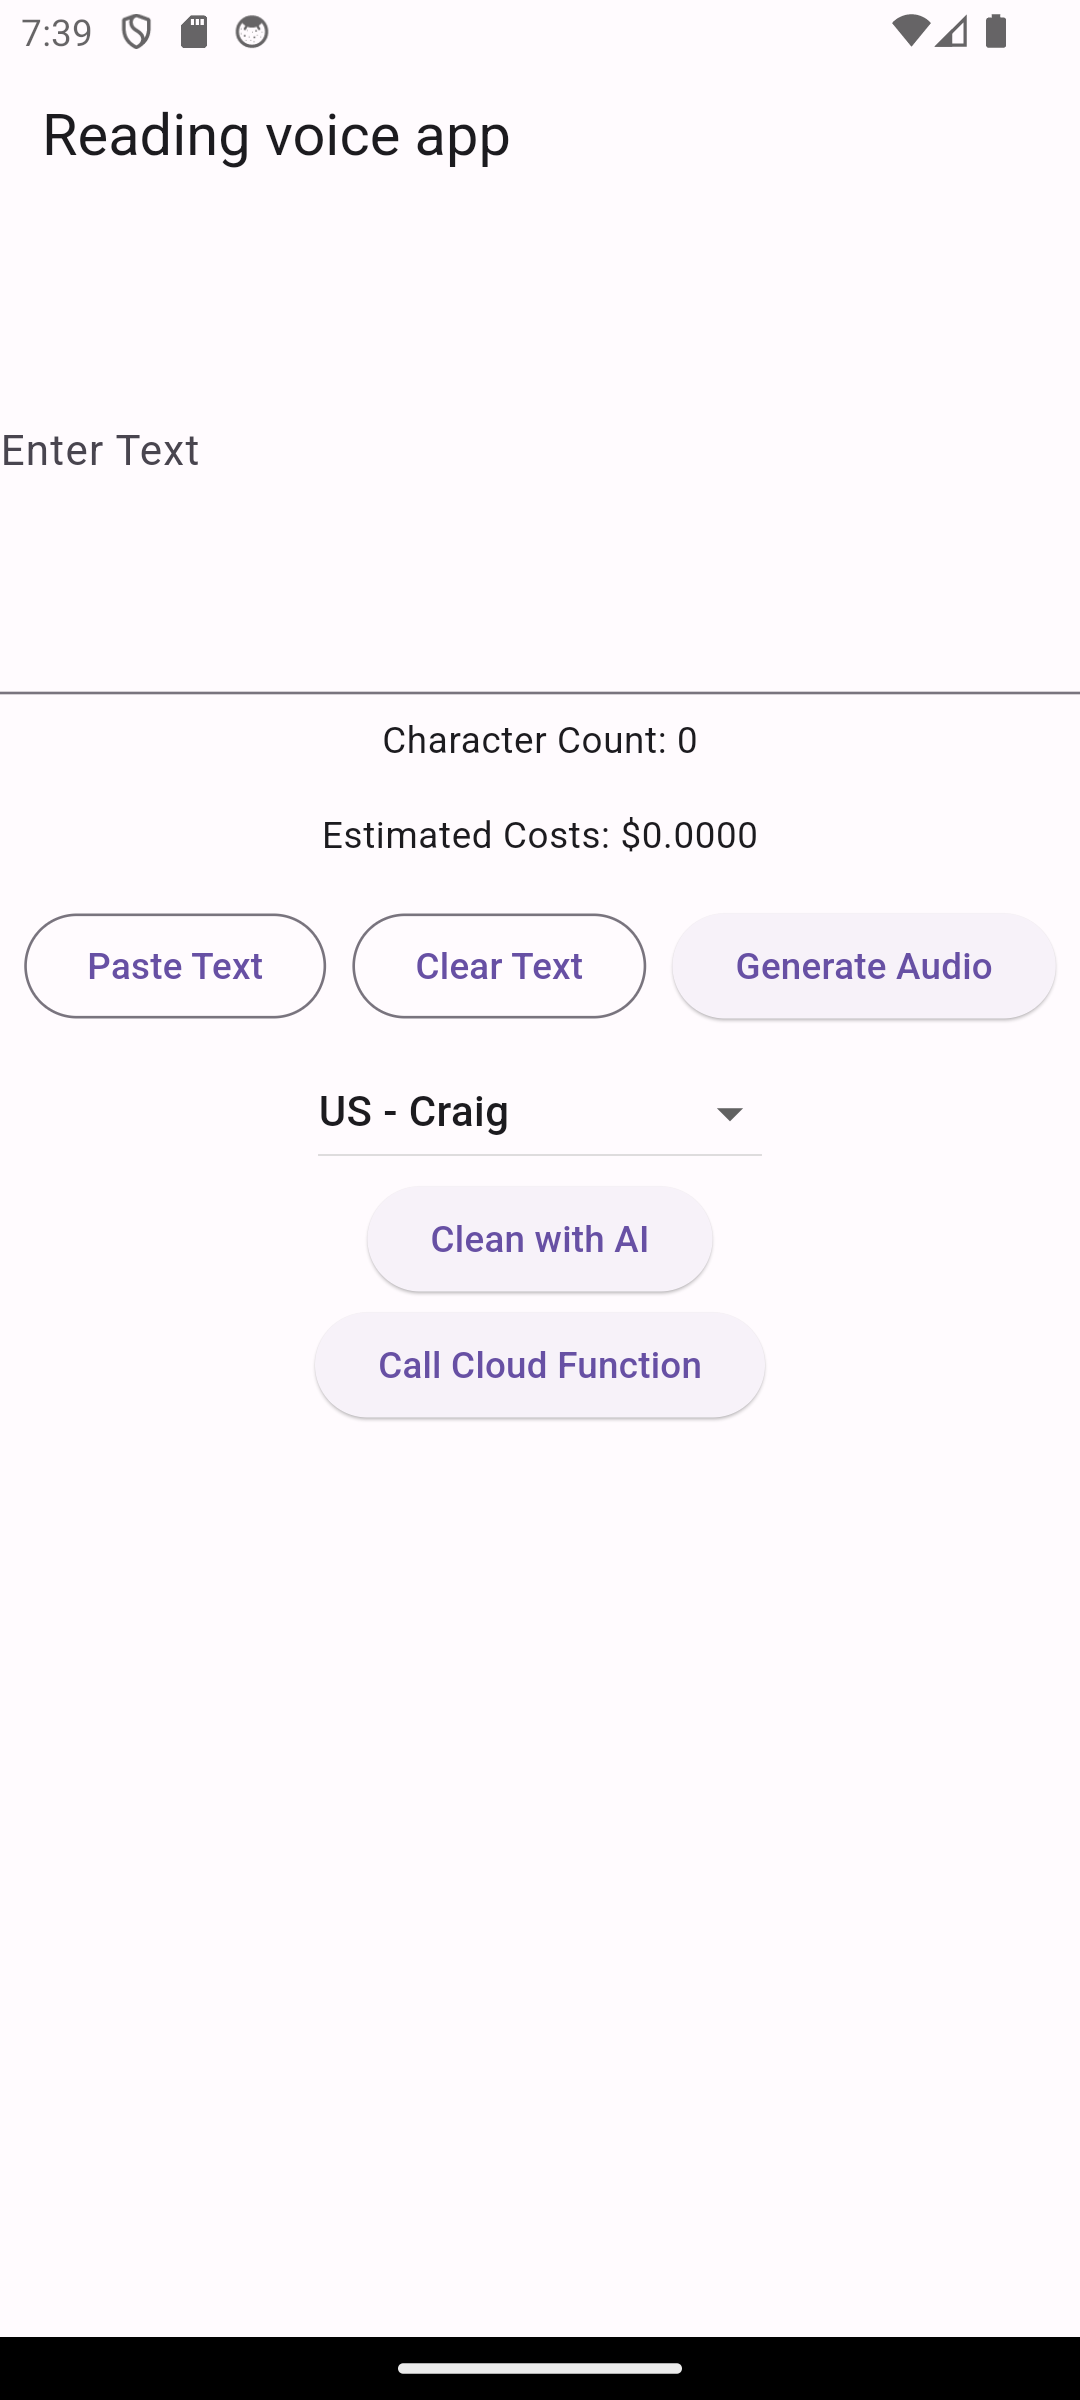 7:39
Reading voice app
Enter Text
Character Count: 0
Estimated Costs: $0.0000
Paste Text Clear Text Generate Audio
US - Craig
Clean with AI
Call Cloud Function